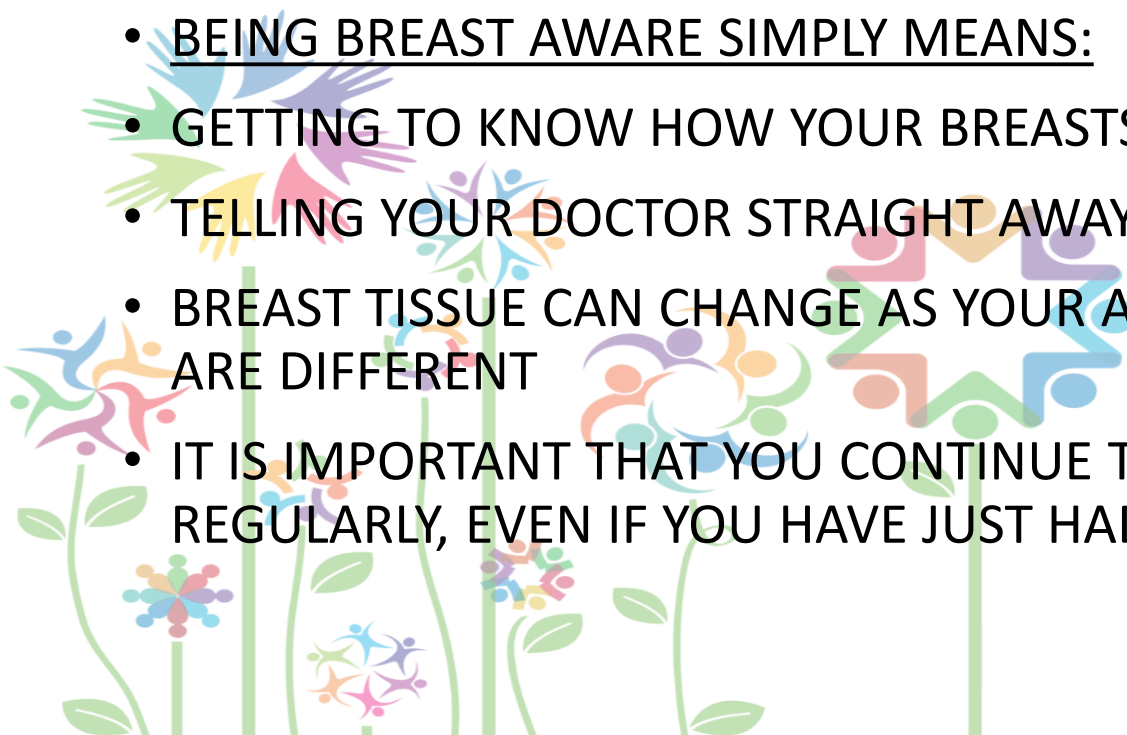 • BEING BREAST AWARE SIMPLY MEANS:
• GETTING TO KNOW HOW YOUR BREASTS
• TELLING YOUR DOCTOR STRAIGHT AWAY
• BREAST TISSUE CAN CHANGE AS YOUR A
ARE DIFFERENT
• IT IS IMPORTANT THAT YOU CONTINUE T
REGULARLY, EVEN IF YOU HAVE JUST HA